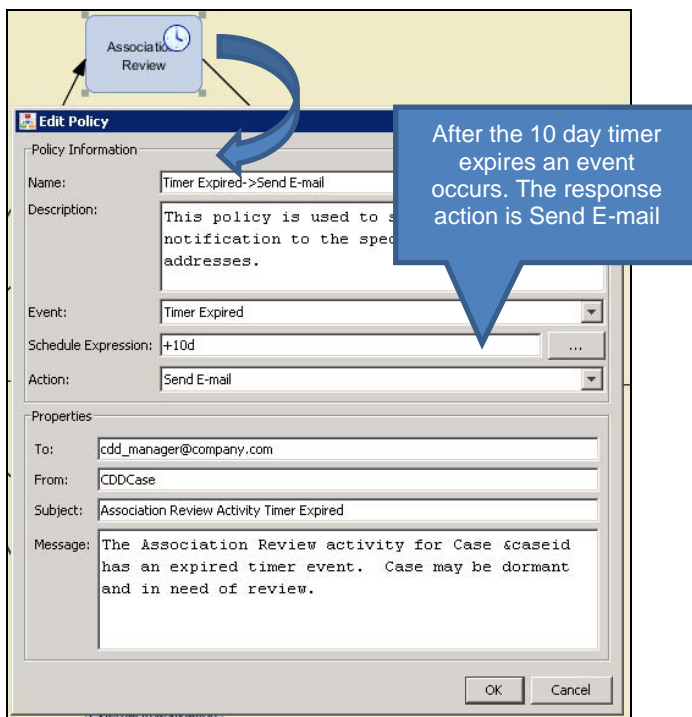 Association
Review
Edit Policy
After the 10 day timer
expires an event
occurs. The response
action is Send E-mail
Policy Information
Name: Timer Expired->Send E-mail
Description: This policy is used to
notification to the
addresses.
Event: Timer Expired
Schedule Expression: +10d ...
Action: Send E-mail
Properties
To: cdd_manager@company.com
From: CDDCase
Subject: Association Review Activity Timer Expired
Message: The Association Review activity for Case &caseid
has an expired timer event. Case may be dormant
and in need of review.
OK Cancel